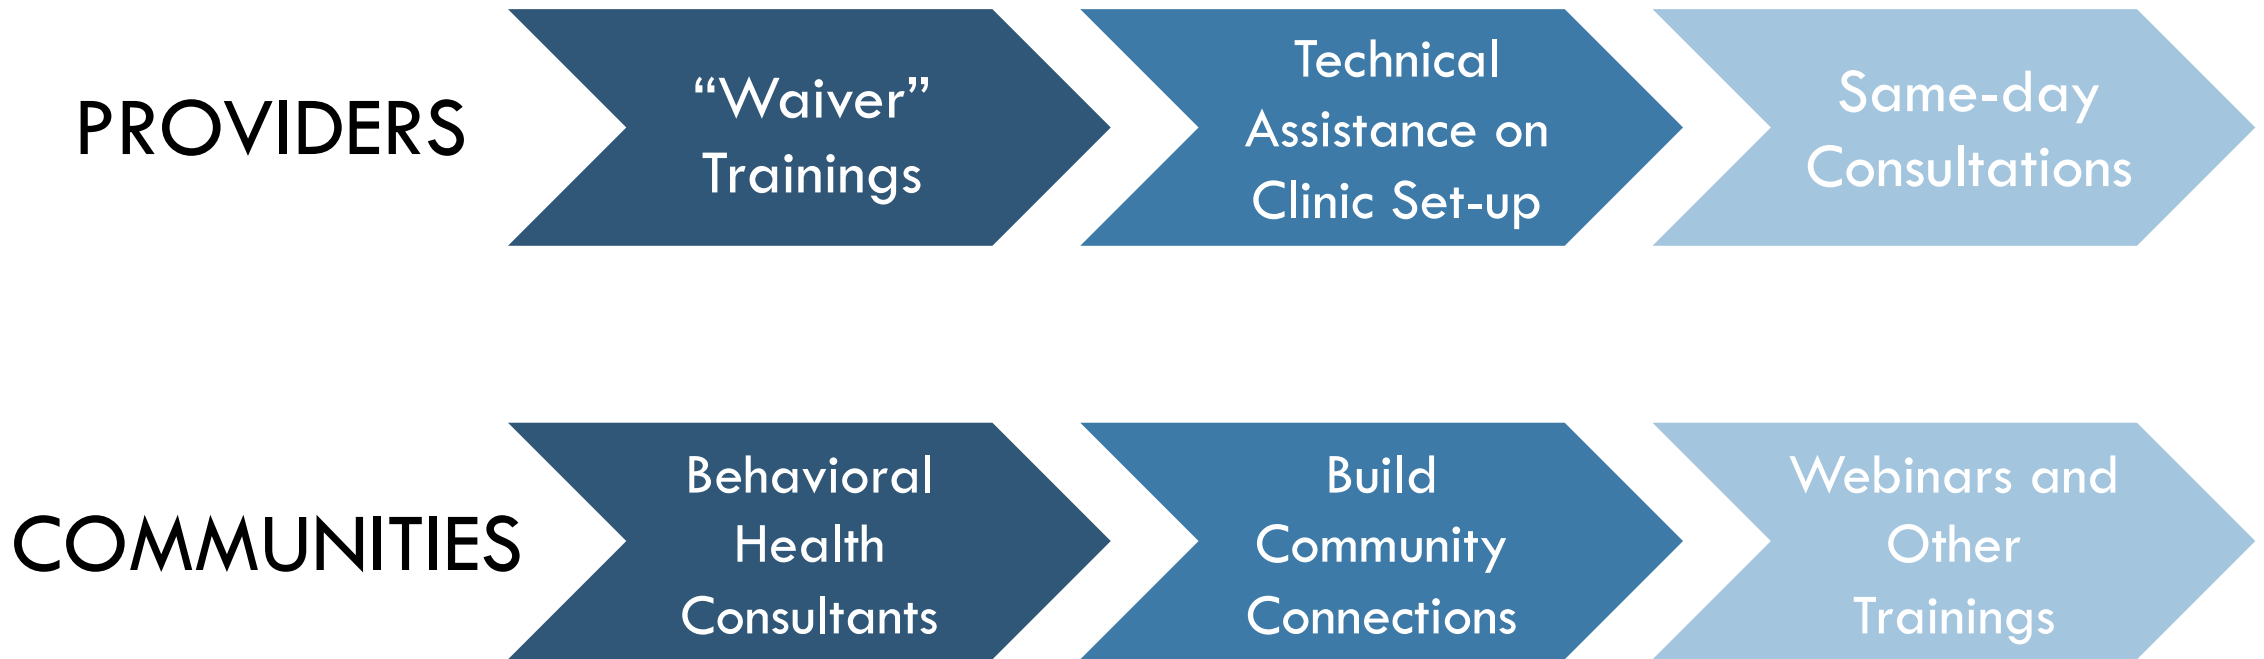 PROVIDERS
“Waiver”
Trainings
Technical
Assistance on
Clinic Set-up
Same-day
Consultations
COMMUNITIES
Behavioral
Health
Consultants
Build
Community
Connections
Webinars and
Other
Trainings